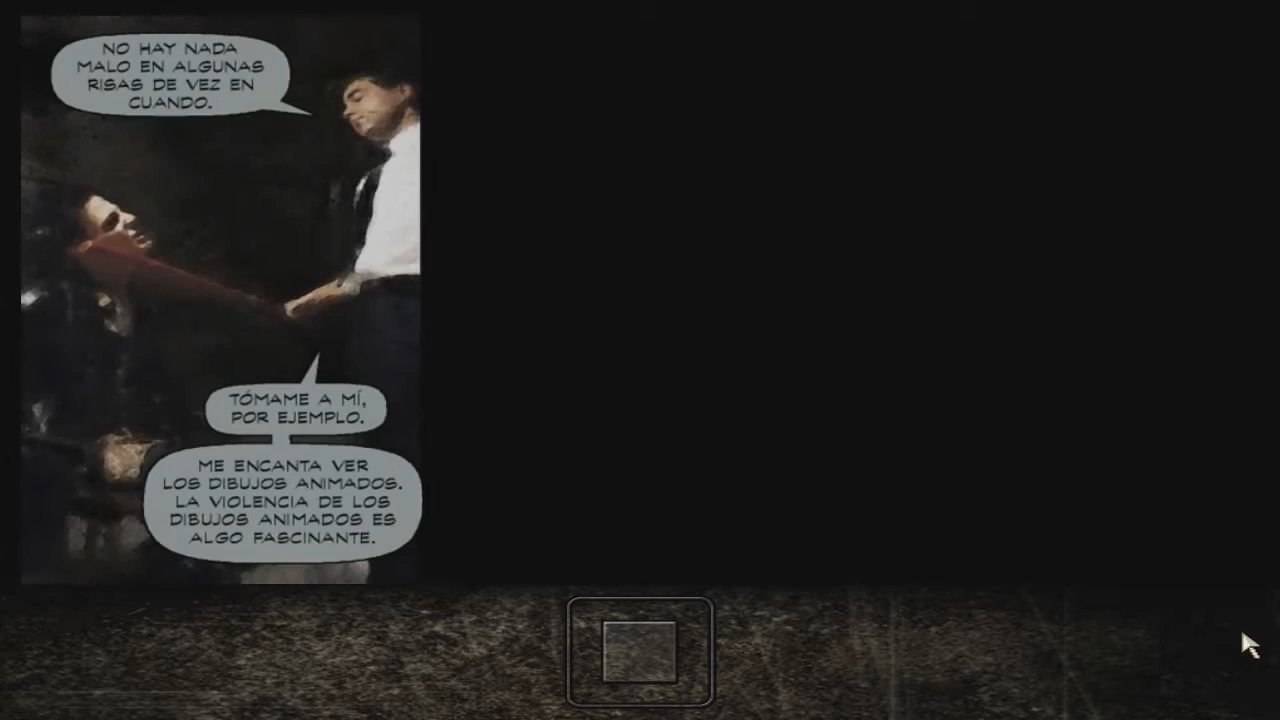 NO HAY NADA
MALO EN ALGUNAS
RISAS DE VEZ EN
CUANDO.
TÓMAME A MÍ,
POR EJEMPLO.
ME ENCANTA VER
LOS DIBUJOS ANIMADOS.
LA VIOLENCIA DE LOS
DIBUJOS ANIMADOS ES
ALGO FASCINANTE.